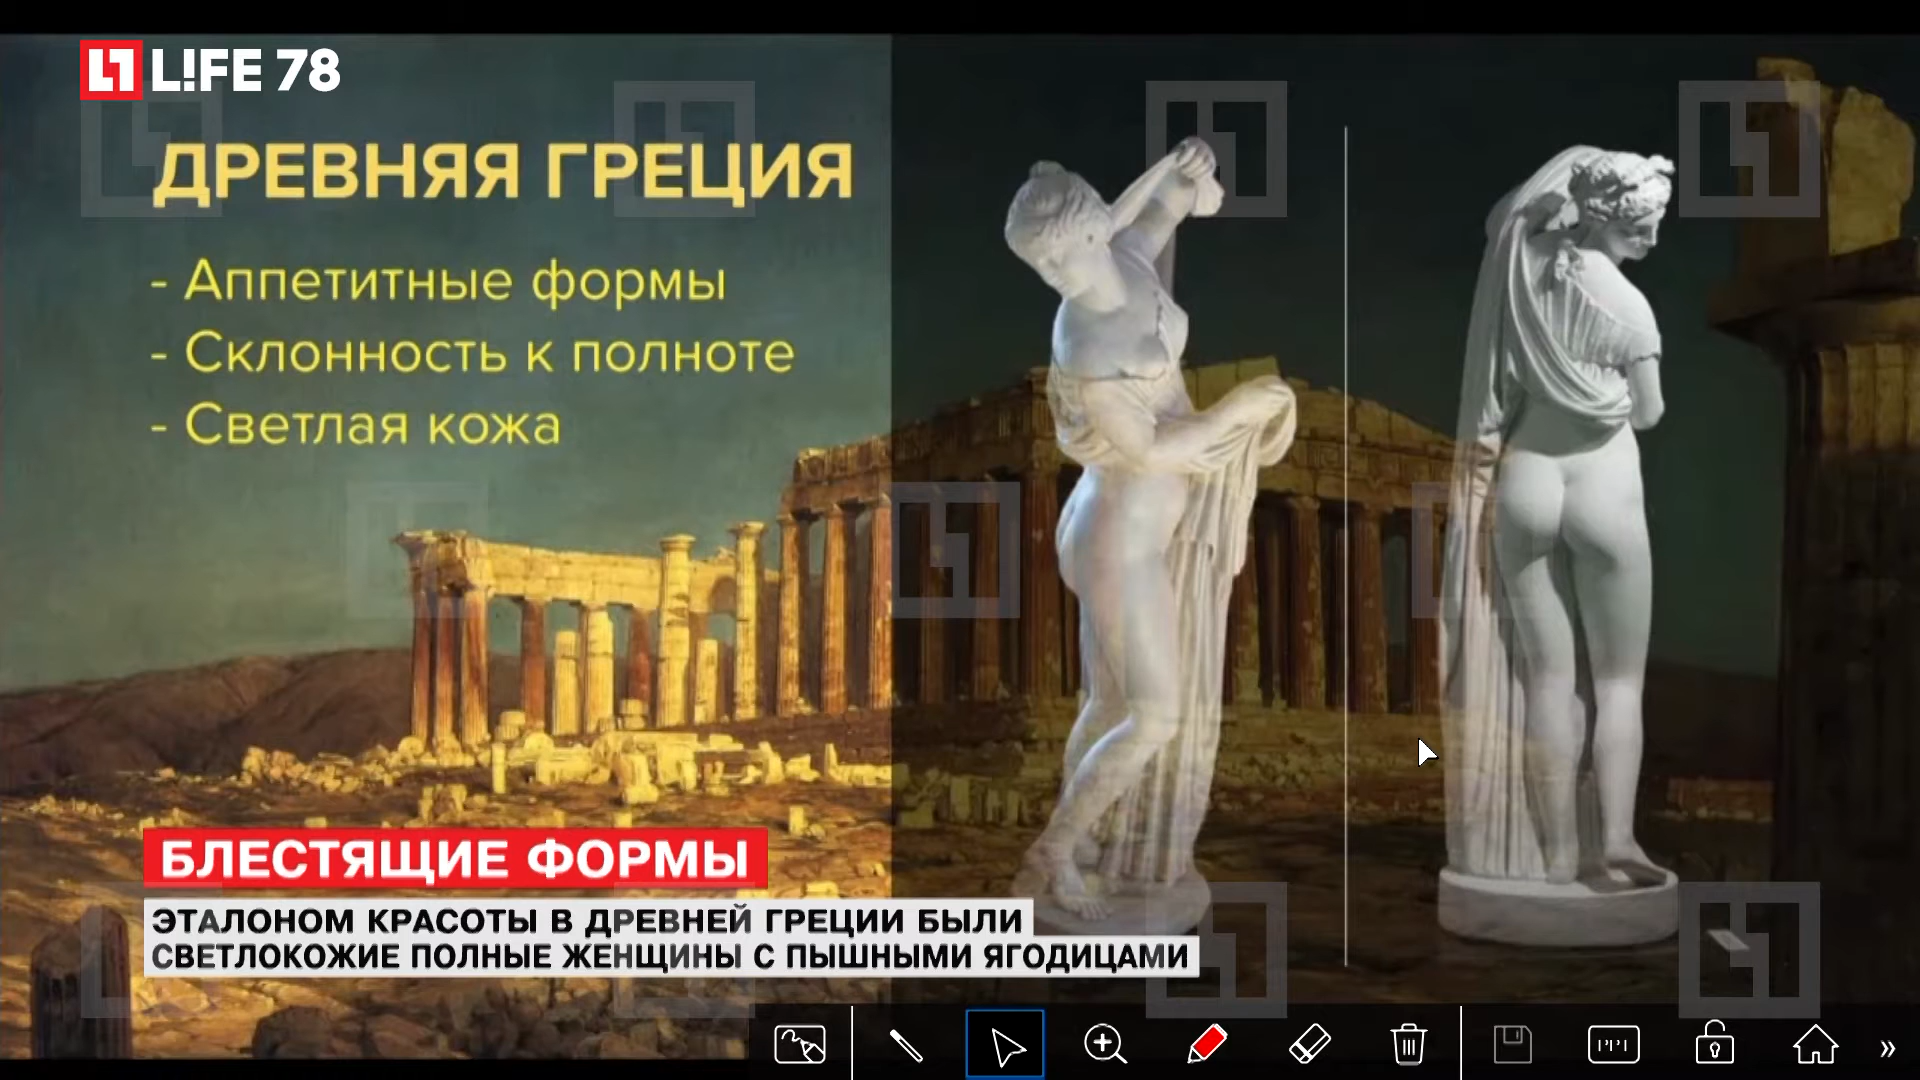 L!FE 78
ДРЕВНЯЯ ГРЕЦИЯ
- Аппетитные формы
- Склонность к полноте
- Светлая кожа
БЛЕСТЯЩИЕ ФОРМЫ
ЭТАЛОНОМ КРАСОТЫ В ДРЕВНЕЙ ГРЕЦИИ БЫЛИ
СВЕТЛОКОЖИЕ ПОЛНЫЕ ЖЕНЩИНЫ С ПЫШНЫМИ ЯГОДИЦАМИ